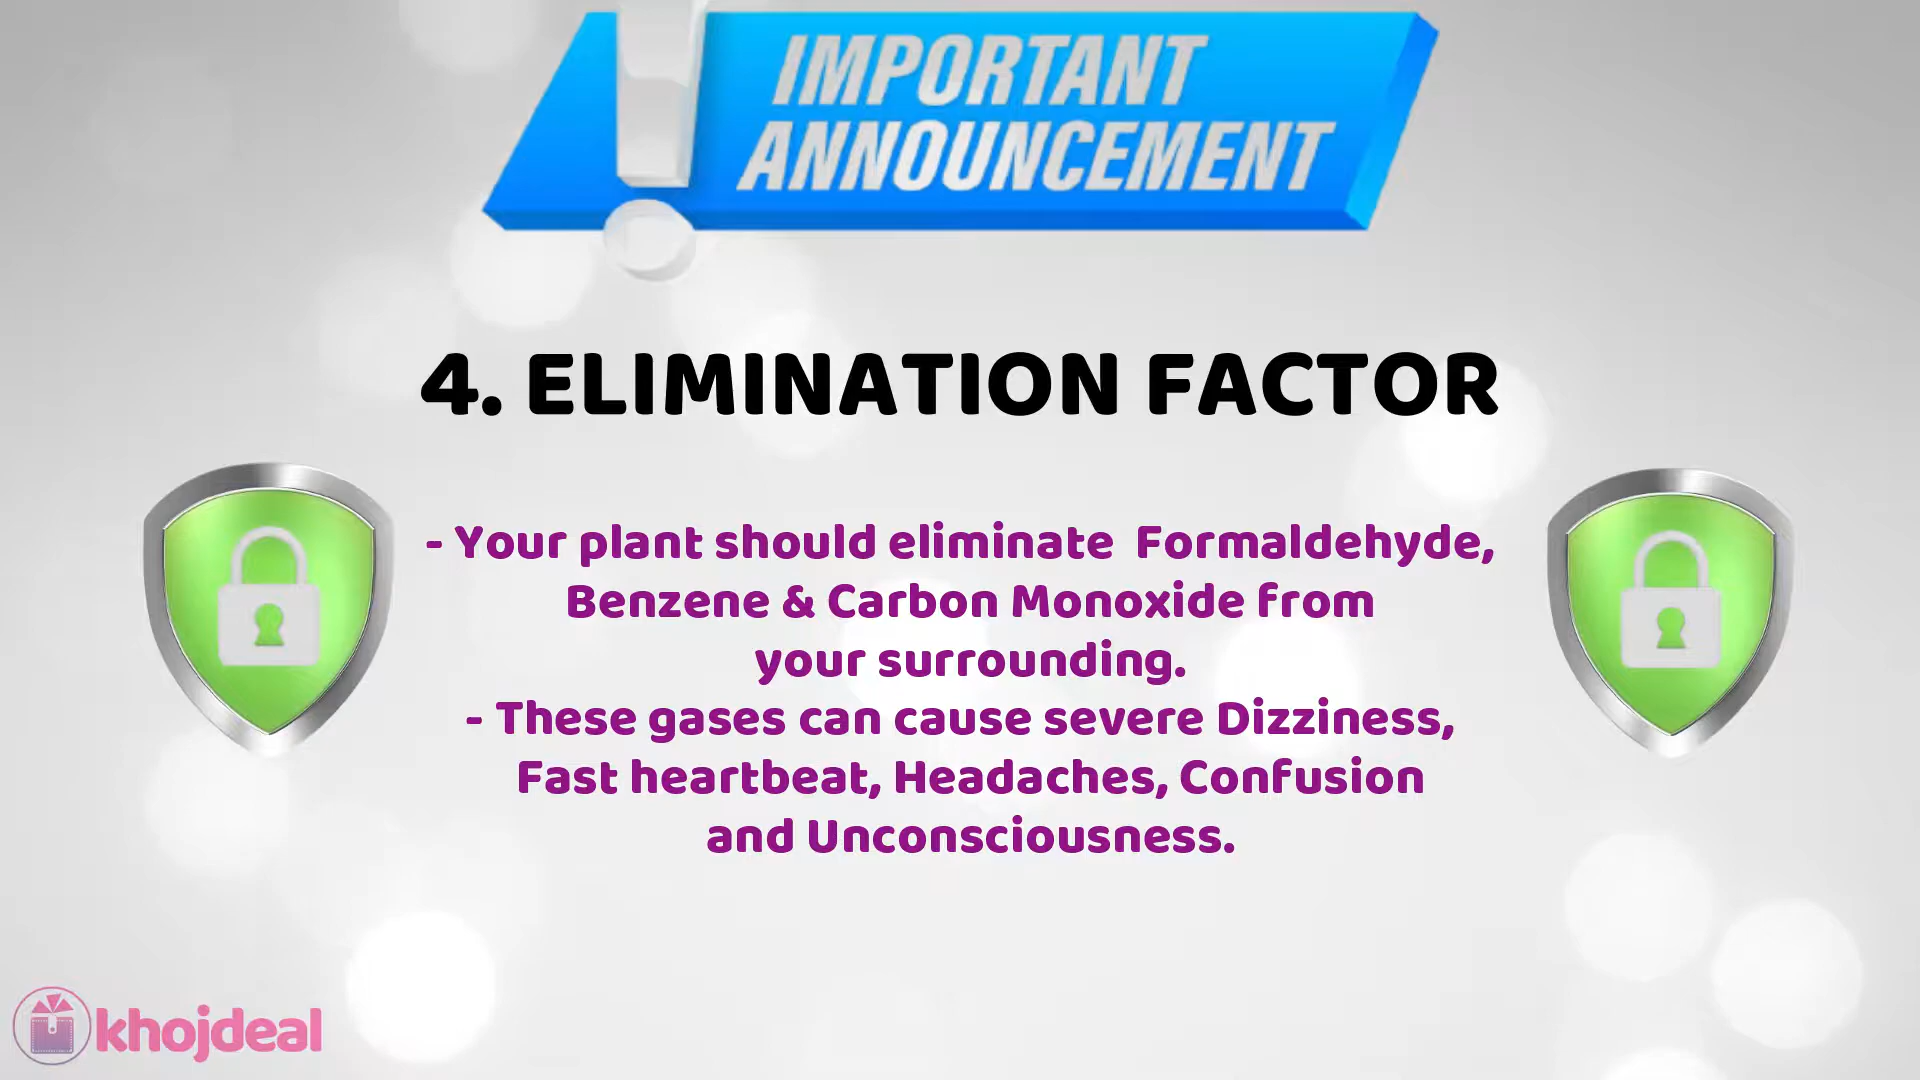 IMPORTANT
ANNOUNCEMENT
4. ELIMINATION FACTOR
- Your plant should eliminate Formaldehyde,
Benzene & Carbon Monoxide from
your surrounding.
- These gases can cause severe Dizziness,
Fast heartbeat, Headaches, Confusion
and Unconsciousness.
khojdeal